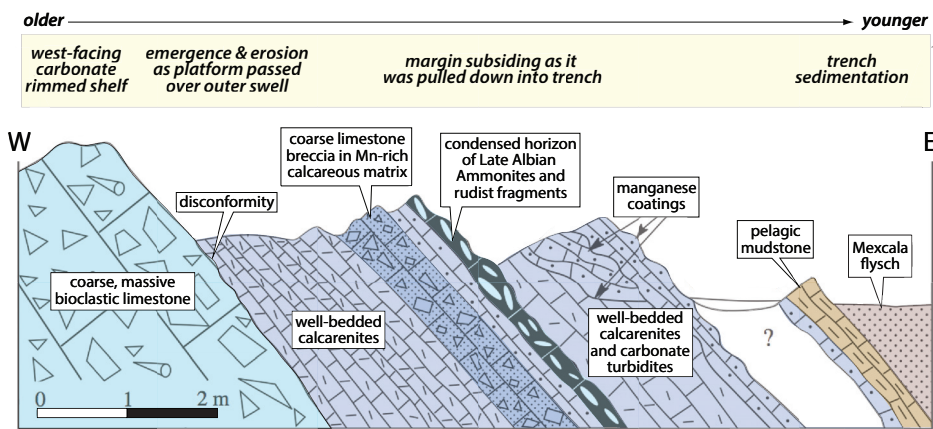 older
younger
west-facing
carbonate
rimmed shelf
emergence & erosion
as platform passed
over outer swell
margin subsiding as it
was pulled down into trench
trench
sedimentation
W
E
coarse limestone
breccia in Mn-rich
calcareous matrix
condensed horizon
of Late Albian
Ammonites and
rudist fragments
disconformity
manganese
coatings
pelagic
mudstone
Mexcala
flysch
coarse, massive
bioclastic limestone
well-bedded
calcarenites
well-bedded
calcarenites
and carbonate
turbidites
?
0 1 2 m